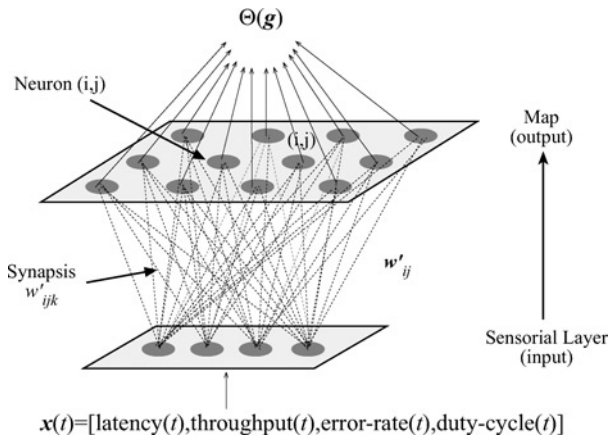 Θ(g)
Neuron (i,j)
(i,j)
Map
(output)
Synapsis
w'ijk
w'ij
Sensorial Layer
(input)
x(t)=[latency(t),throughput(t),error-rate(t),duty-cycle(t)]